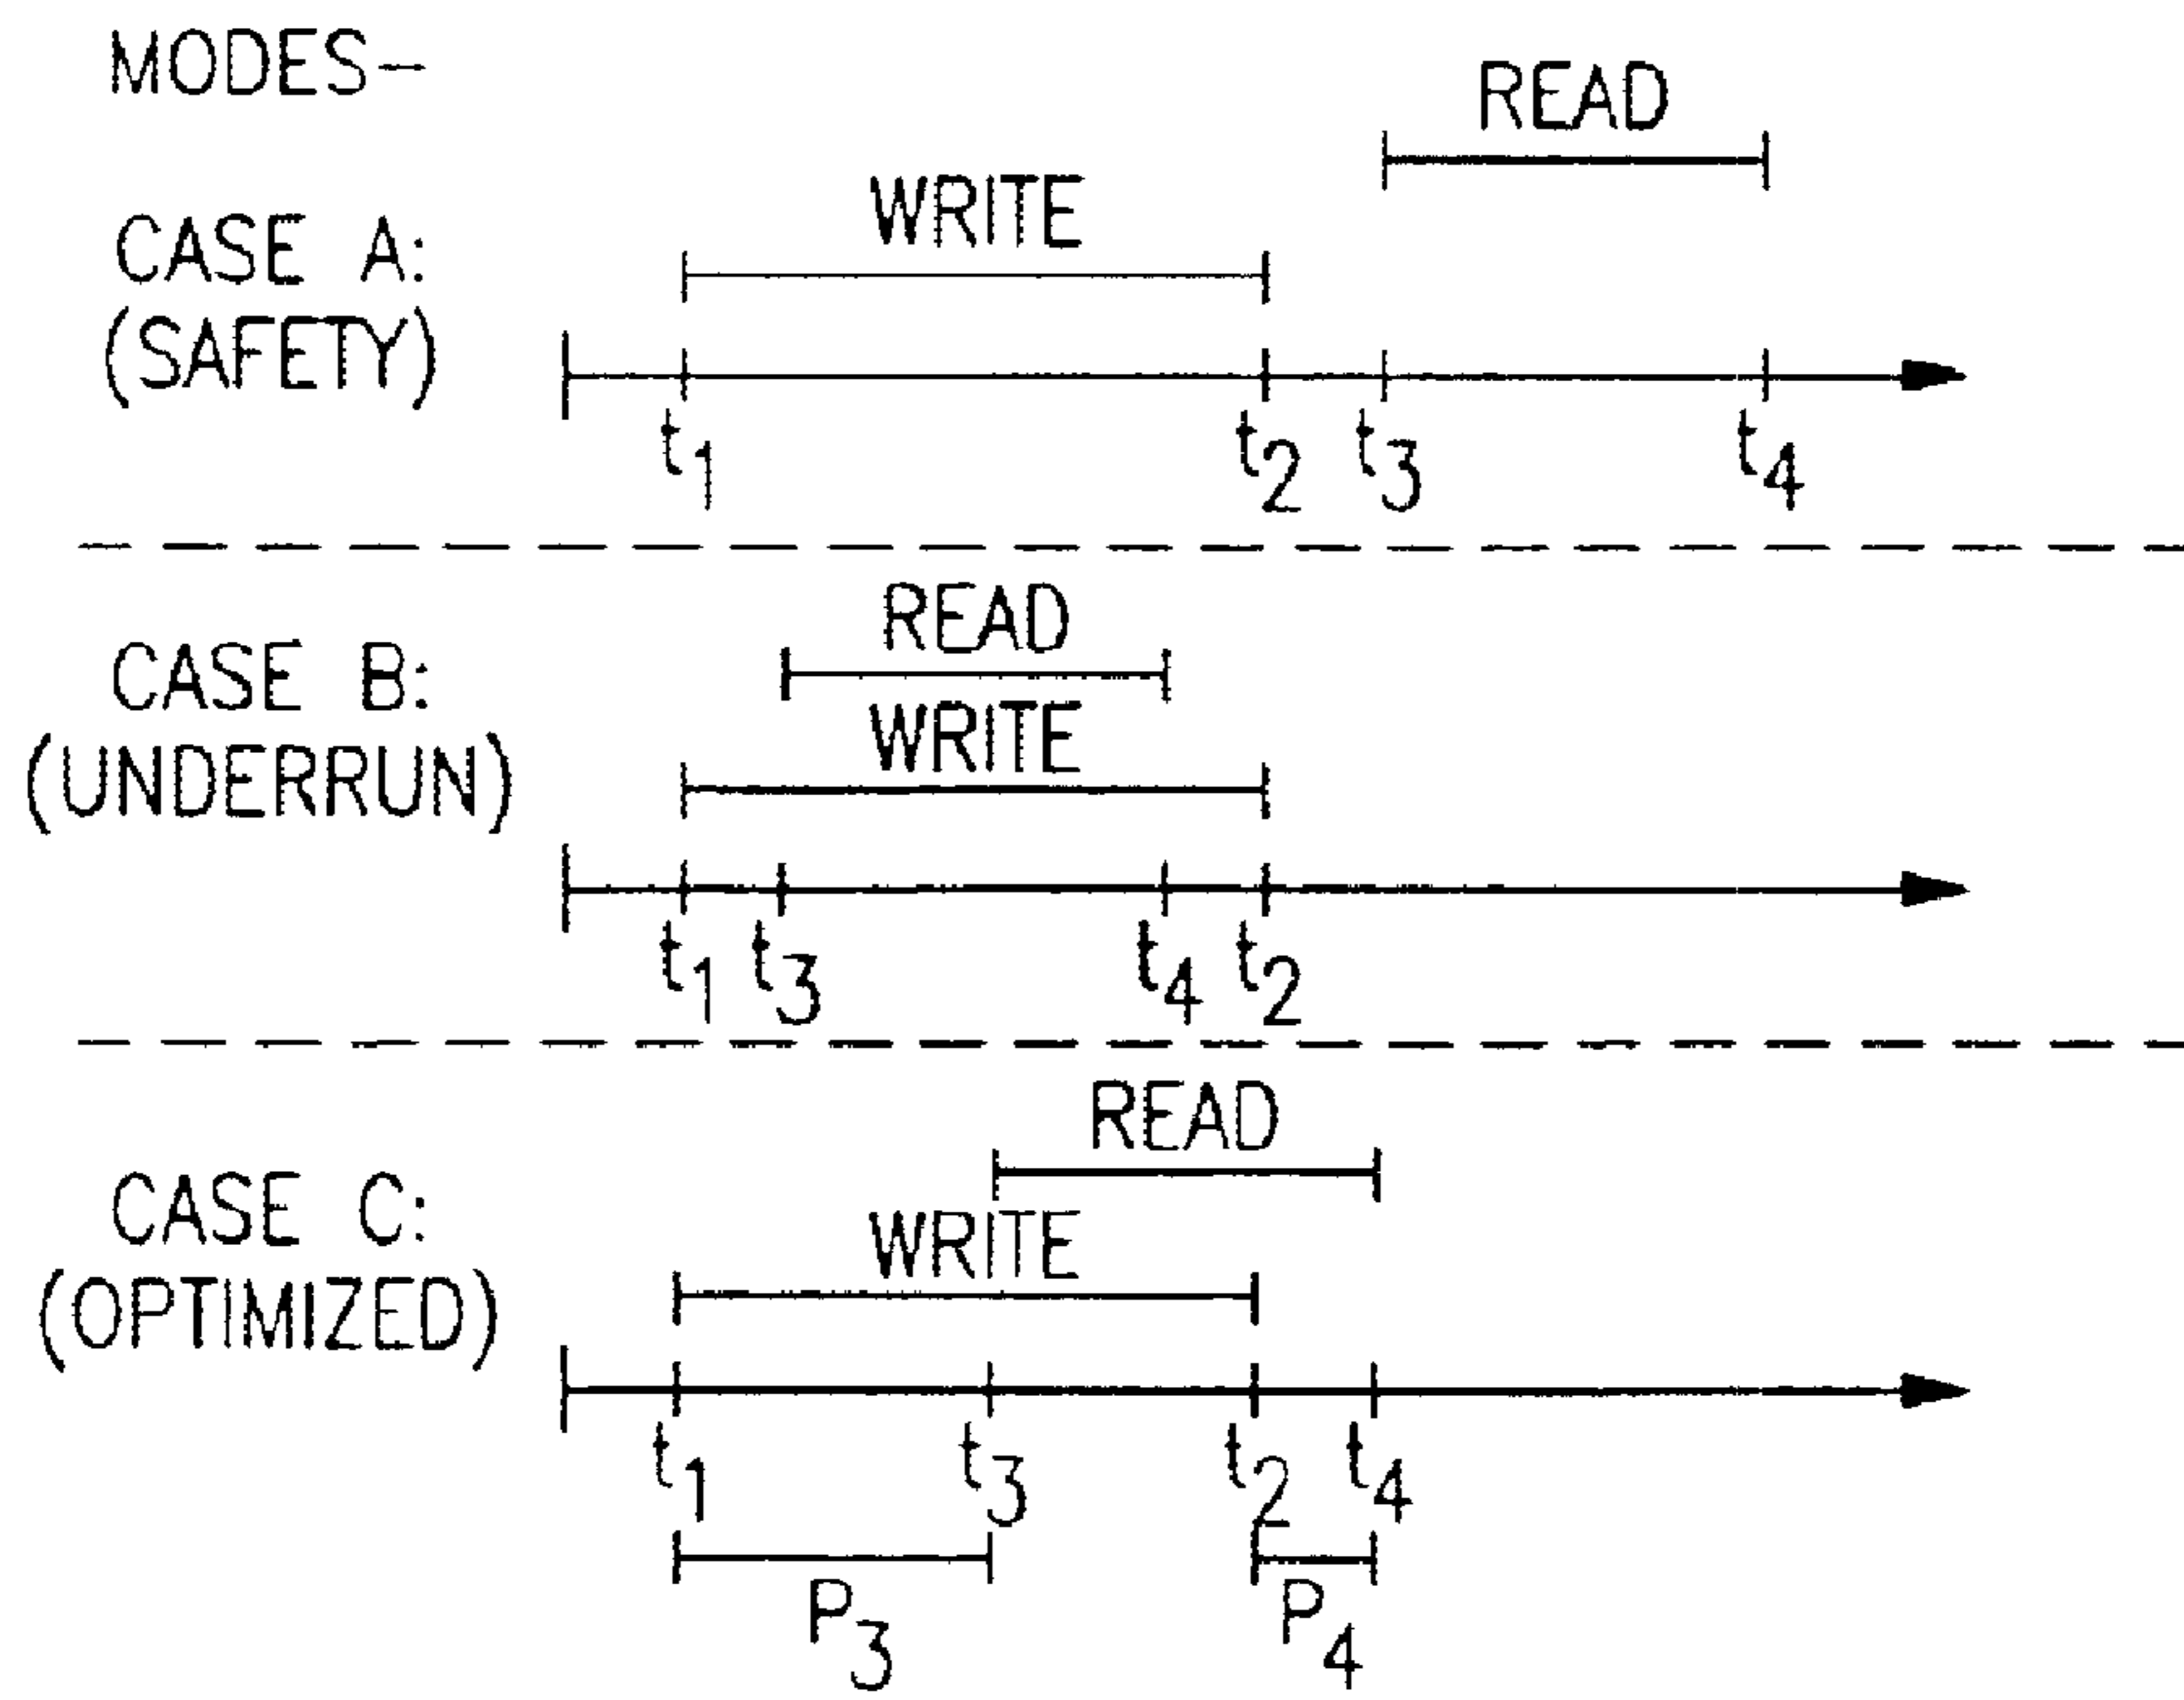 MODES-
READ
WRITE
CASE A:
(SAFETY)
t1 t2 t3 t4
READ
CASE B:
WRITE
(UNDERRUN)
t1 t3 t4 t2
READ
CASE C:
WRITE
(OPTIMIZED)
t1 t3 t2 t4
P3 P4